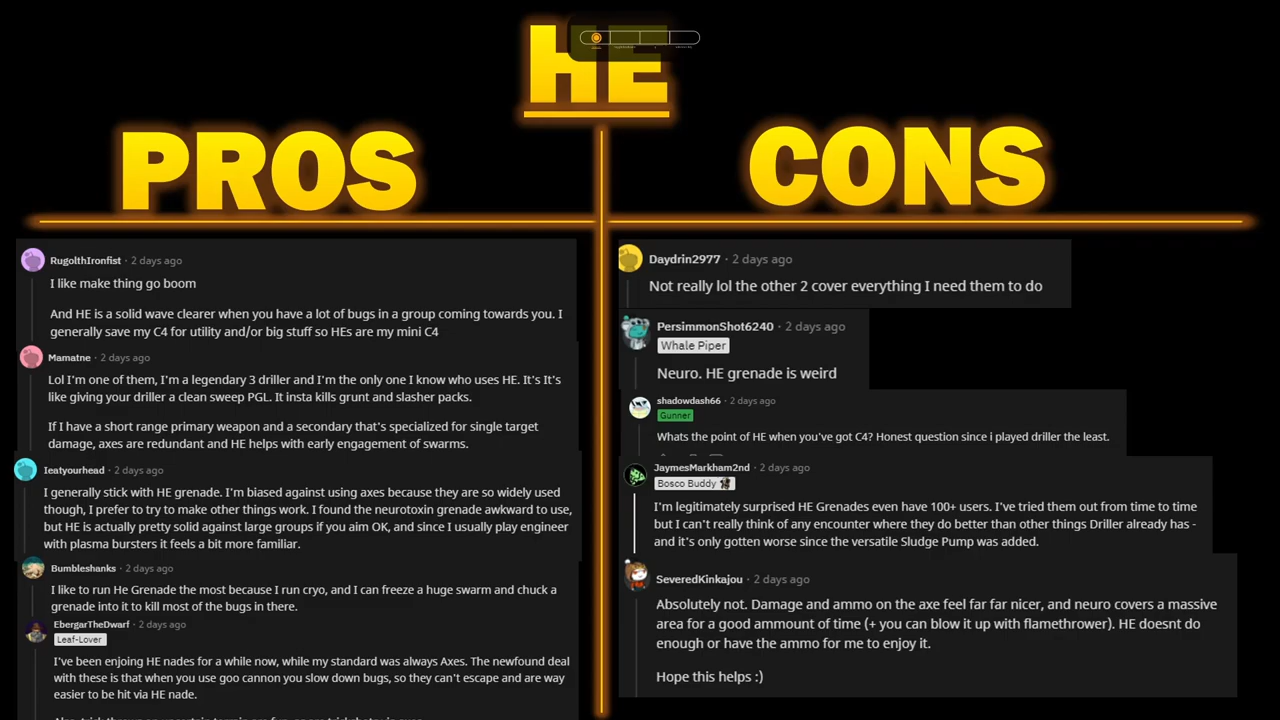 HE
PROS
CONS
RugolthIronfist · 2 days ago
I like make thing go boom
And HE is a solid wave clearer when you have a lot of bugs in a group coming towards you. I
generally save my C4 for utility and/or big stuff so HEs are my mini C4
Mamatne · 2 days ago
Lol I'm one of them, I'm a legendary 3 driller and I'm the only one I know who uses HE. It's It's
like giving your driller a clean sweep PGL. It insta kills grunt and slasher packs.
If I have a short range primary weapon and a secondary that's specialized for single target
damage, axes are redundant and HE helps with early engagement of swarms.
Ieatyourhead · 2 days ago
I generally stick with HE grenade. I'm biased against using axes because they are so widely used
though, I prefer to try to make other things work. I found the neurotoxin grenade awkward to use,
but HE is actually pretty solid against large groups if you aim OK, and since I usually play engineer
with plasma bursters it feels a bit more familiar.
Bumbleshanks · 2 days ago
I like to run He Grenade the most because I run cryo, and I can freeze a huge swarm and chuck a
grenade into it to kill most of the bugs in there.
EbergarTheDwarf · 2 days ago
Leaf-Lover
I've been enjoing HE nades for a while now, while my standard was always Axes. The newfound deal
with these is that when you use goo cannon you slow down bugs, so they can't escape and are way
easier to be hit via HE nade.
Daydrin2977 · 2 days ago
Not really lol the other 2 cover everything I need them to do
PersimmonShot6240 · 2 days ago
Whale Piper
Neuro. HE grenade is weird
shadowdash66 · 2 days ago
Gunner
Whats the point of HE when you've got C4? Honest question since i played driller the least.
JaymesMarkham2nd · 2 days ago
Bosco Buddy
I'm legitimately surprised HE Grenades even have 100+ users. I've tried them out from time to time
but I can't really think of any encounter where they do better than other things Driller already has -
and it's only gotten worse since the versatile Sludge Pump was added.
SeveredKinkajou · 2 days ago
Absolutely not. Damage and ammo on the axe feel far far nicer, and neuro covers a massive
area for a good ammount of time (+ you can blow it up with flamethrower). HE doesnt do
enough or have the ammo for me to enjoy it.
Hope this helps :)